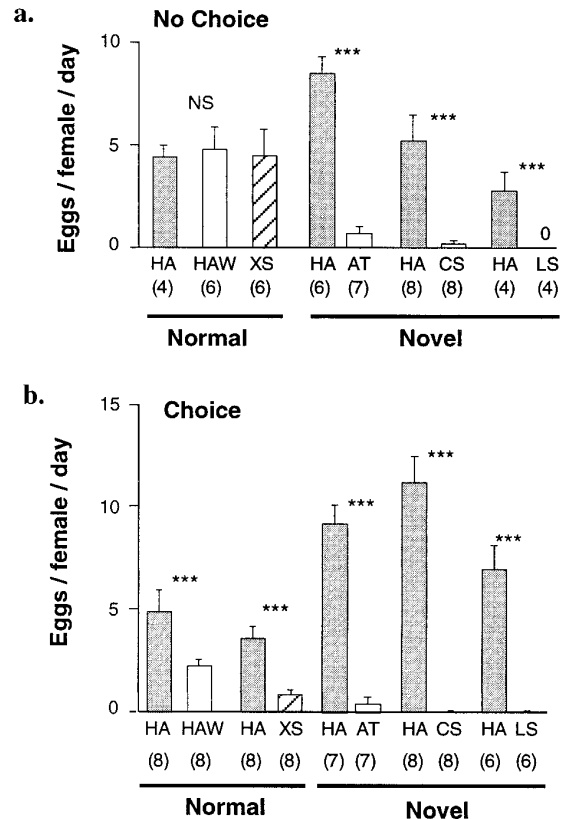 a.
No Choice
Eggs / female / day
10
5
0
NS
***
***
***
0
HA HAW XS HA AT HA CS HA LS
(4) (6) (6) (6) (7) (8) (8) (4) (4)
Normal Novel
b.
Choice
Eggs / female / day
15
10
5
0
***
***
***
***
***
HA HAW HA XS HA AT HA CS HA LS
(8) (8) (8) (8) (7) (7) (8) (8) (6) (6)
Normal Novel